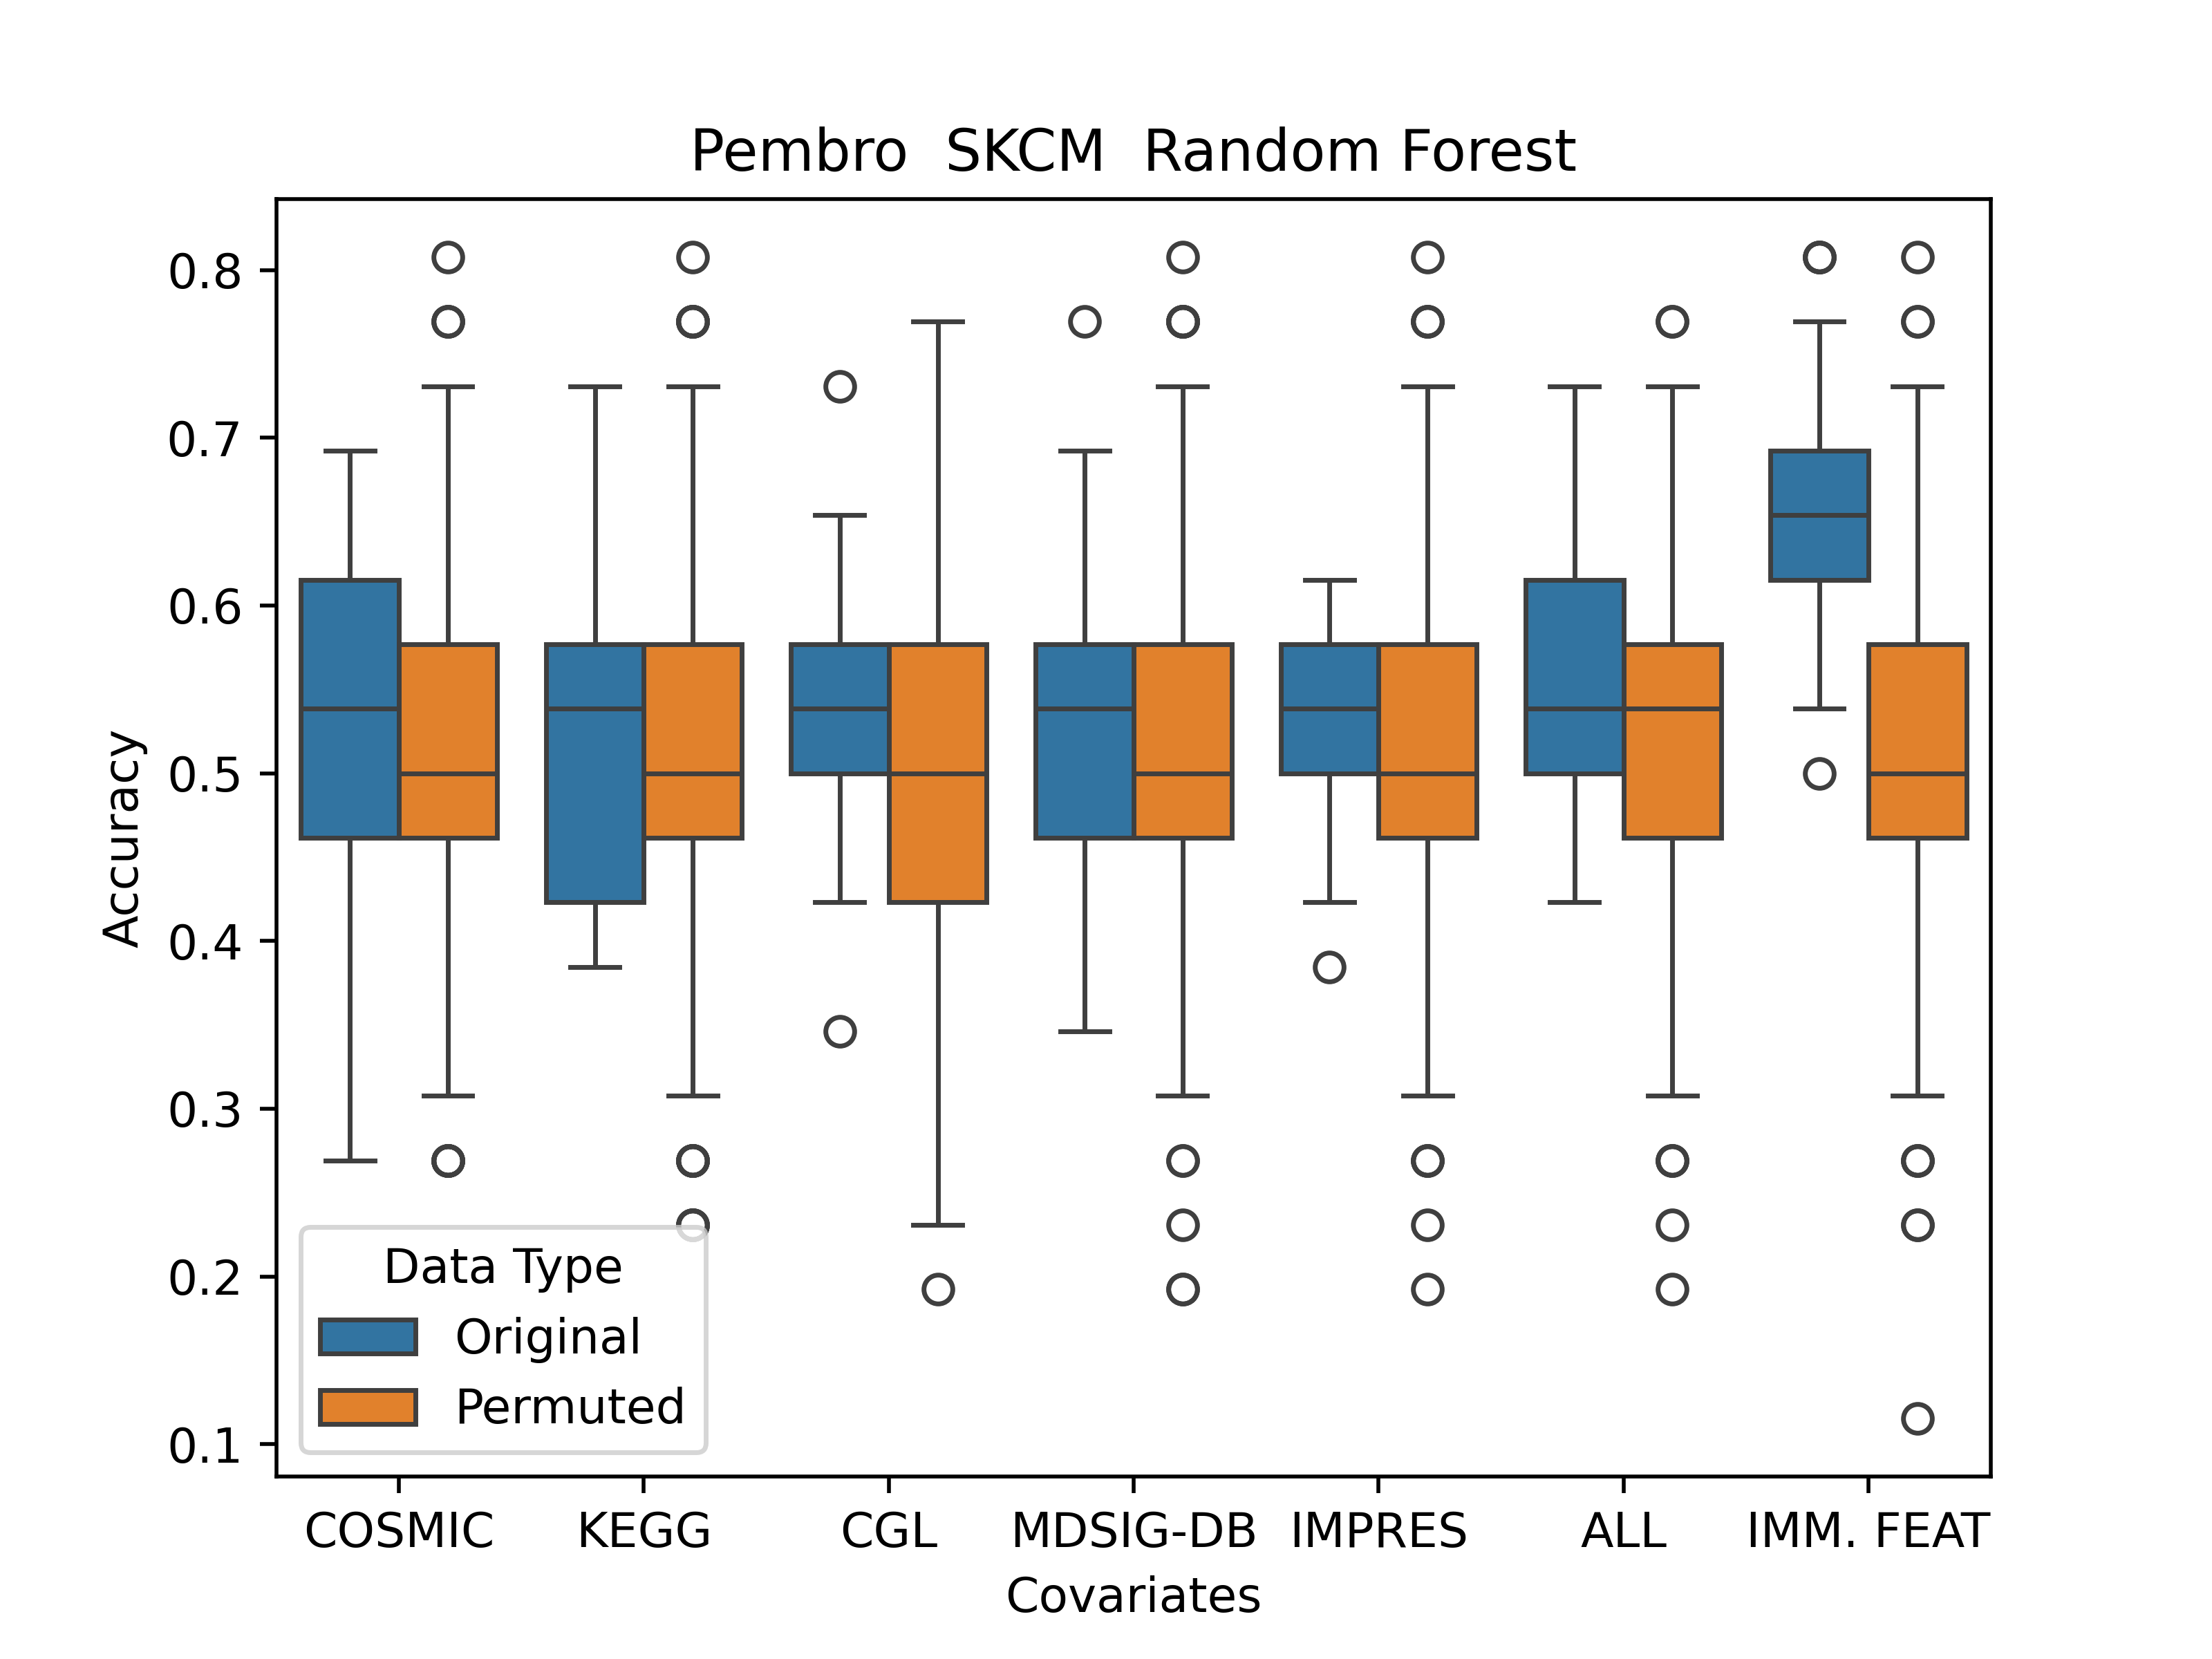 Pembro  SKCM  Random Forest
Accuracy
0.8
0.7
0.6
0.5
0.4
0.3
0.2
0.1
Data Type
Original
Permuted
COSMIC KEGG CGL MDSIG-DB IMPRES ALL IMM. FEAT
Covariates